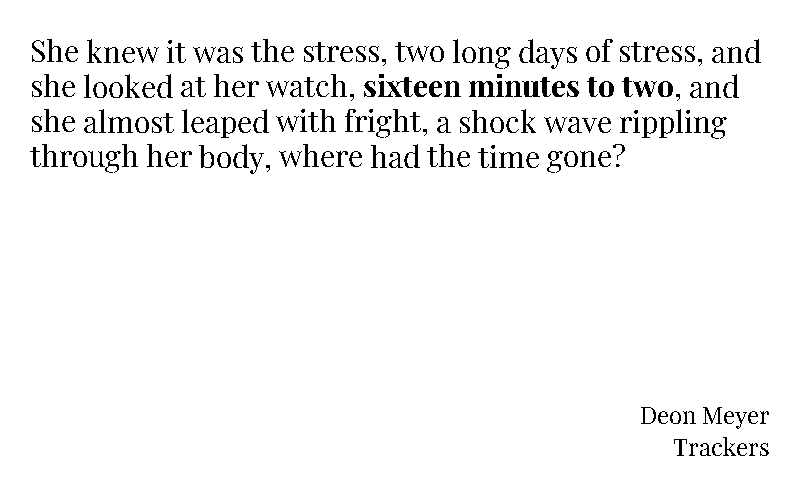 She knew it was the stress, two long days of stress, and
she looked at her watch, sixteen minutes to two, and
she almost leaped with fright, a shock wave rippling
through her body, where had the time gone?
Deon Meyer
Trackers